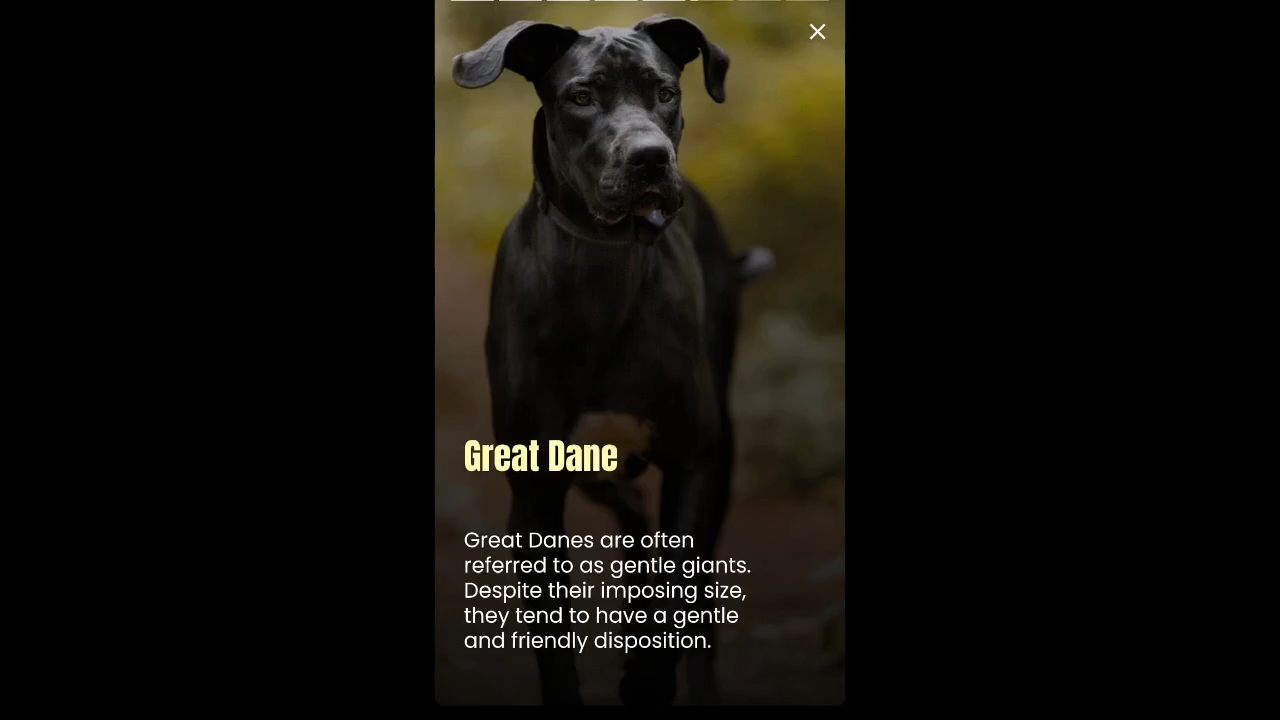 Great Dane
Great Danes are often
referred to as gentle giants.
Despite their imposing size,
they tend to have a gentle
and friendly disposition.